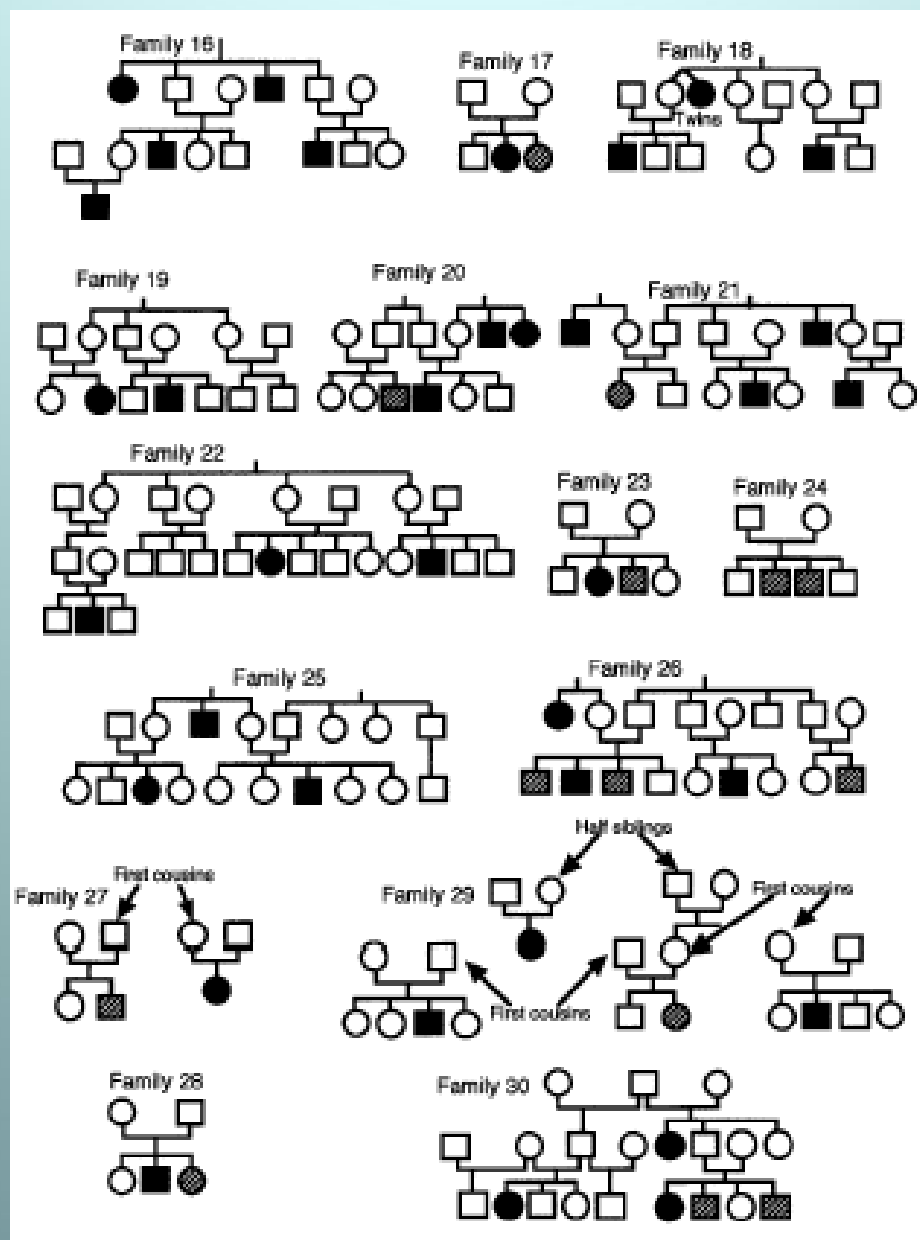 Family 16
Family 17
Family 18
Twins
Family 19
Family 20
Family 21
Family 22
Family 23
Family 24
Family 25
Family 26
Half siblings
First cousins
Family 27
Family 29
First cousins
First cousins
Family 28
Family 30